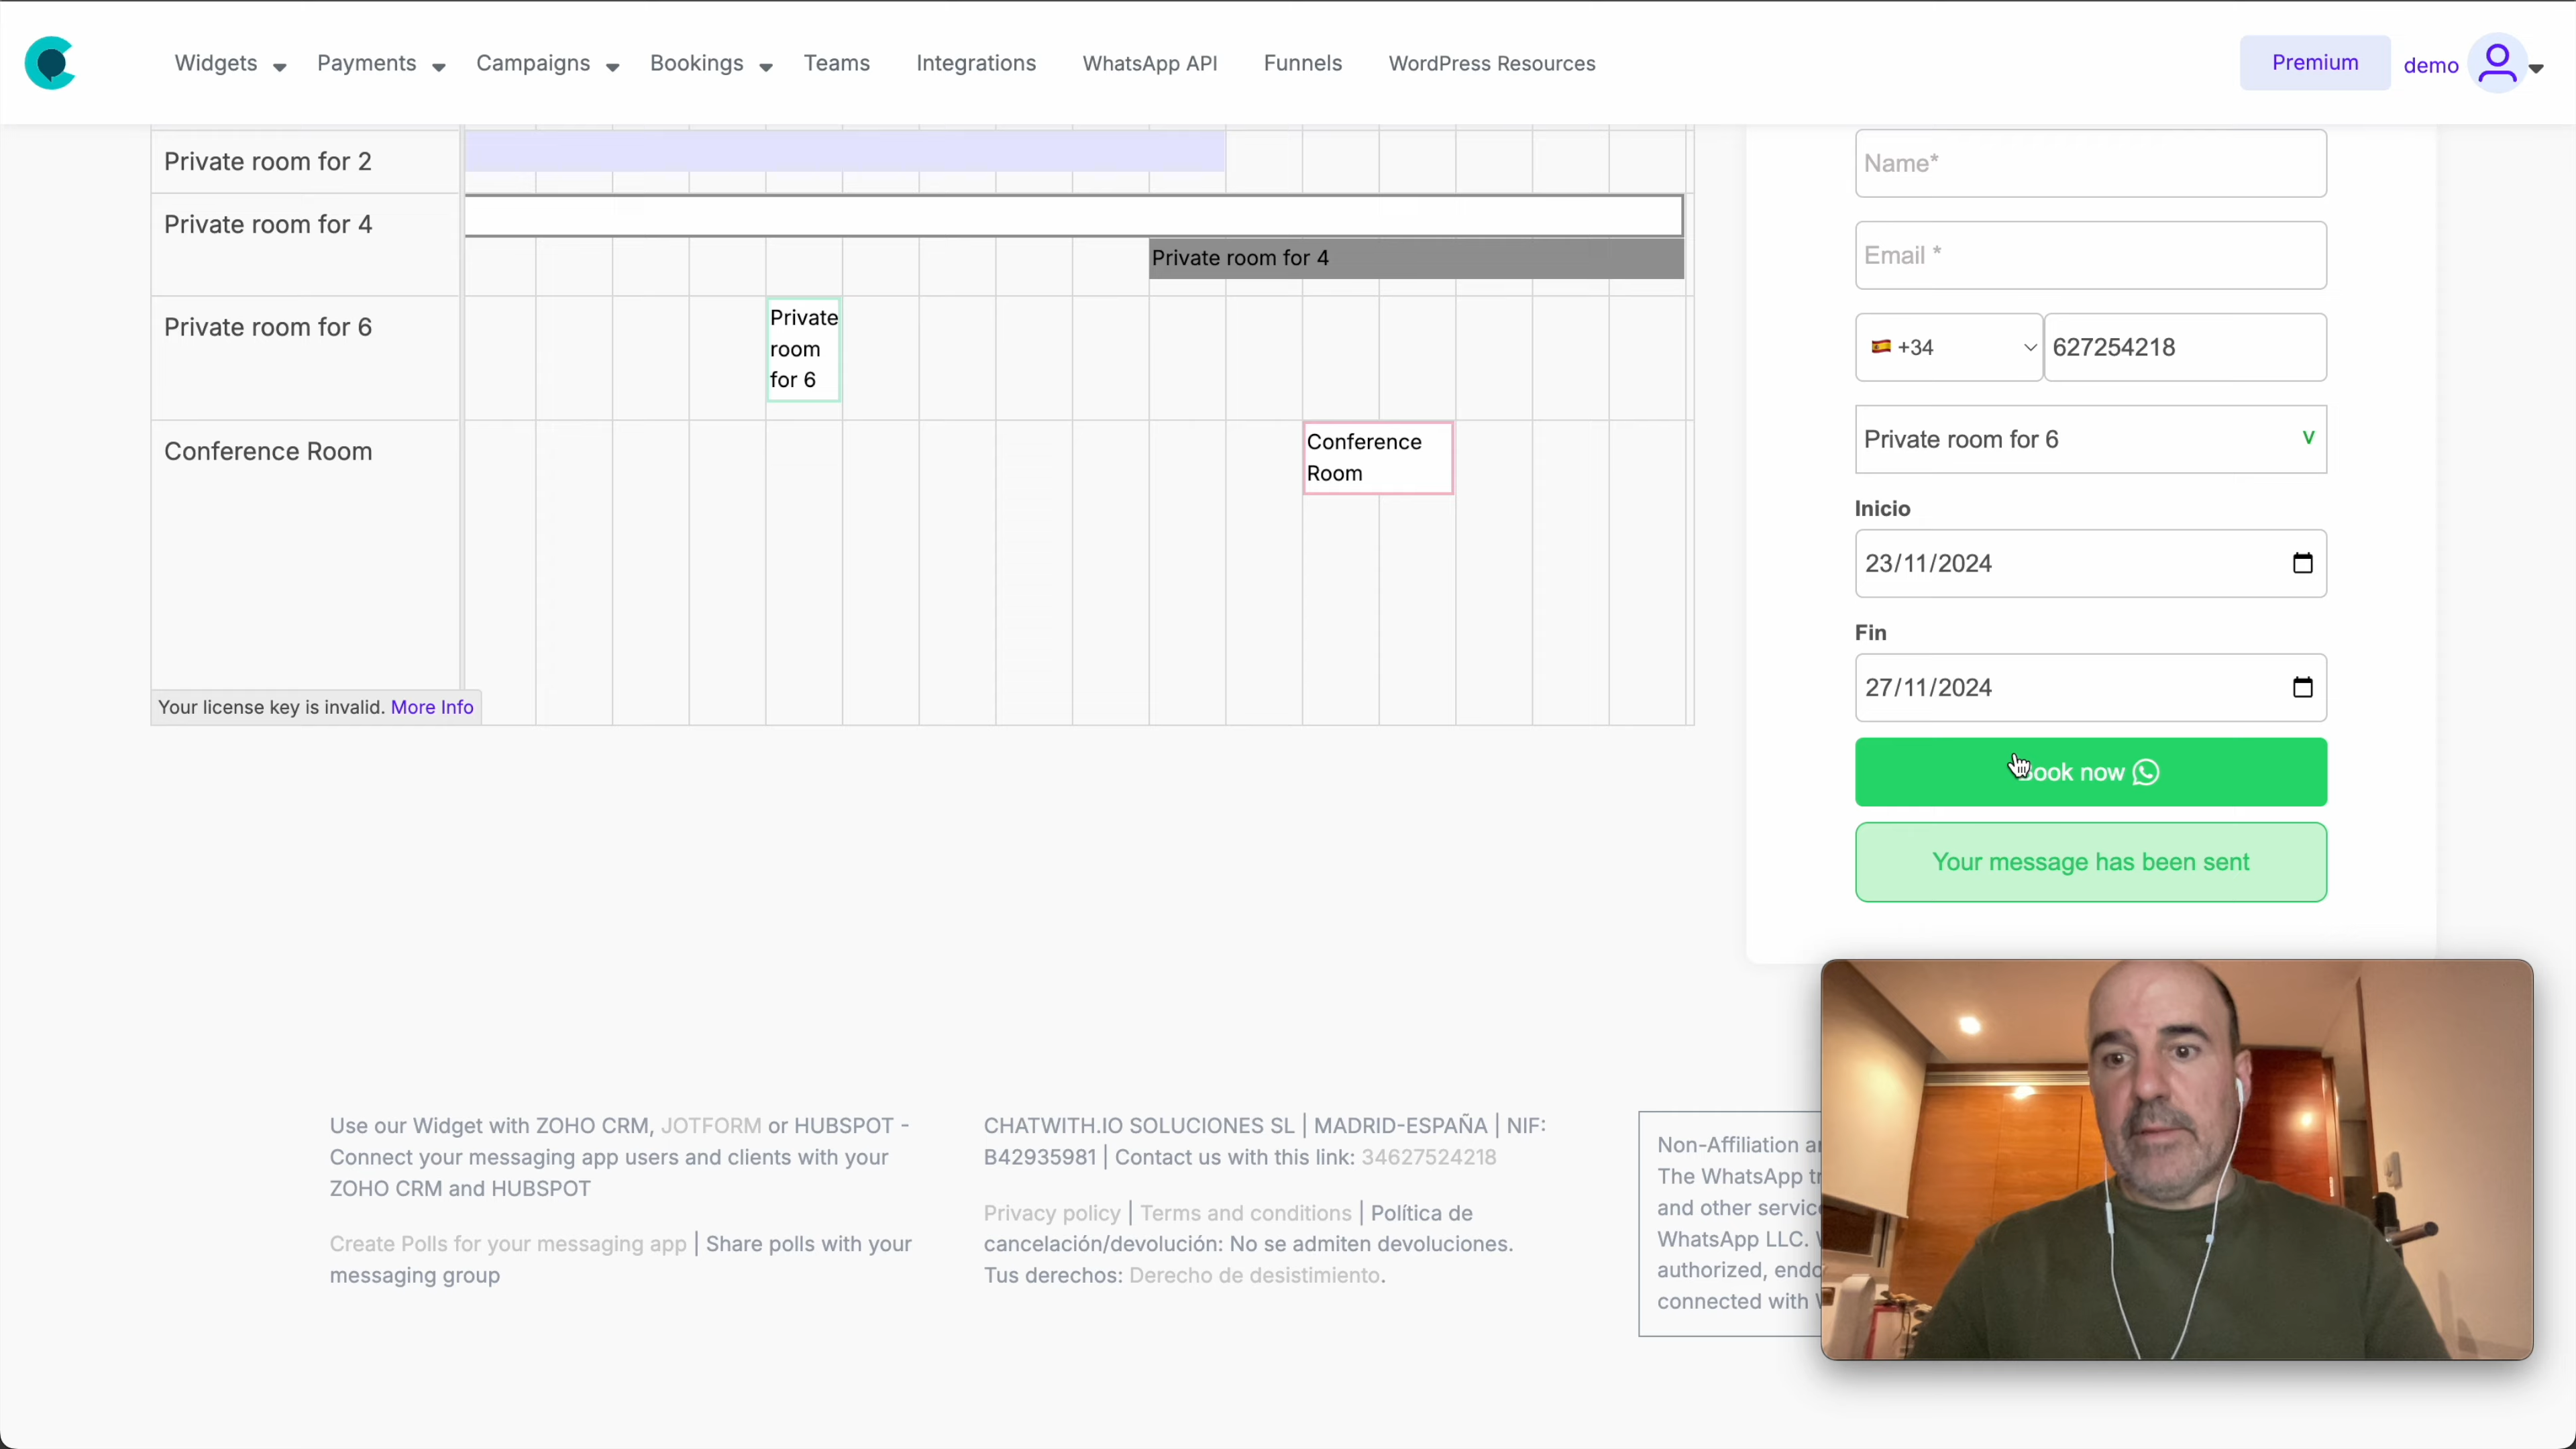 Widgets
Payments
Campaigns
Bookings
Teams
Integrations
WhatsApp API
Funnels
WordPress Resources
Premium
demo
Private room for 2
Private room for 4
Private room for 4
Private room for 6
Private
room
for 6
Conference Room
Conference
Room
Your license key is invalid. More Info
Name*
Email *
+34
627254218
Private room for 6
v
Inicio
23/11/2024
Fin
27/11/2024
ook now
Your message has been sent
Use our Widget with ZOHO CRM, JOTFORM or HUBSPOT -
Connect your messaging app users and clients with your
ZOHO CRM and HUBSPOT
Create Polls for your messaging app | Share polls with your
messaging group
CHATWITH.IO SOLUCIONES SL | MADRID-ESPAÑA | NIF:
B42935981 | Contact us with this link: 34627524218
Privacy policy | Terms and conditions | Política de
cancelación/devolución: No se admiten devoluciones.
Tus derechos: Derecho de desistimiento.
Non-Affiliation
The WhatsApp
and other
WhatsApp LLC.
authorized,
connected with